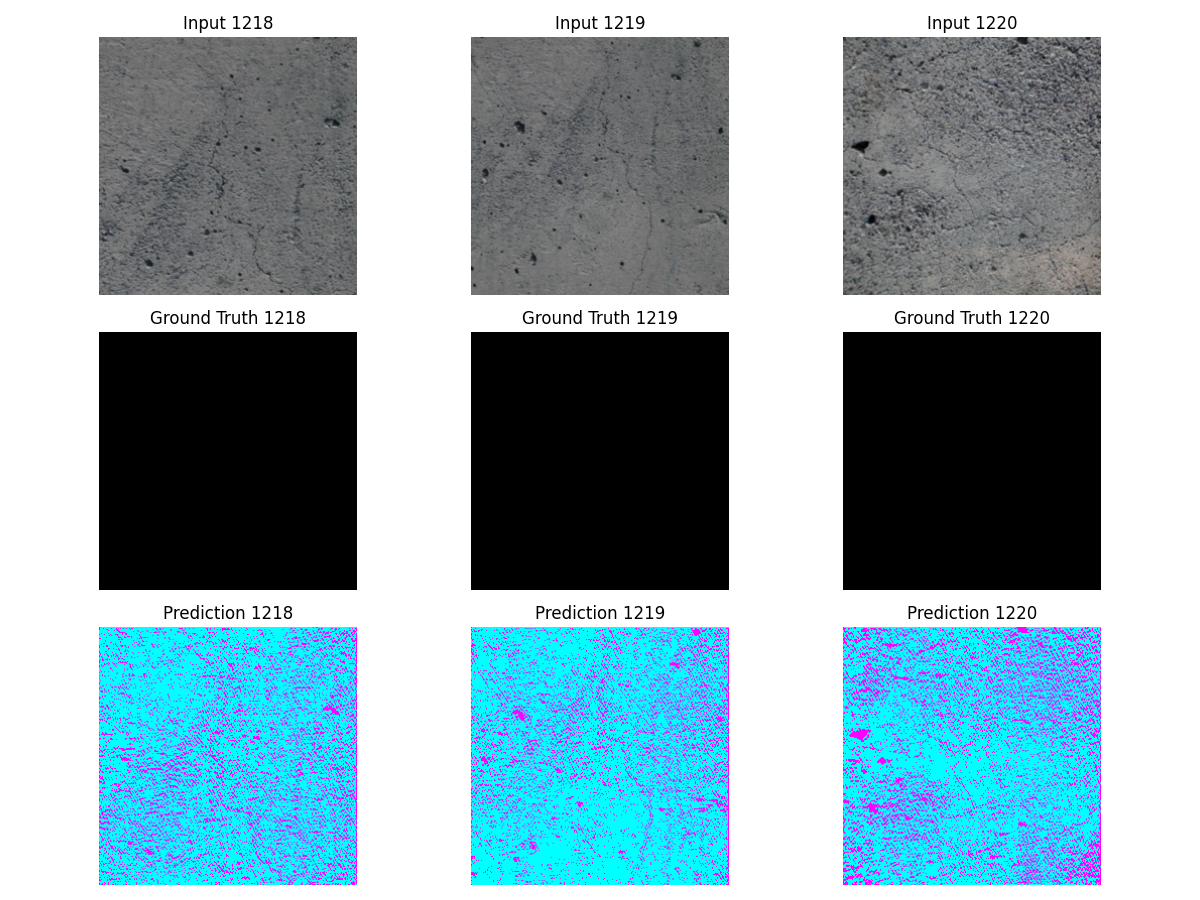 Input 1218
Input 1219
Input 1220
Ground Truth 1218
Ground Truth 1219
Ground Truth 1220
Prediction 1218
Prediction 1219
Prediction 1220